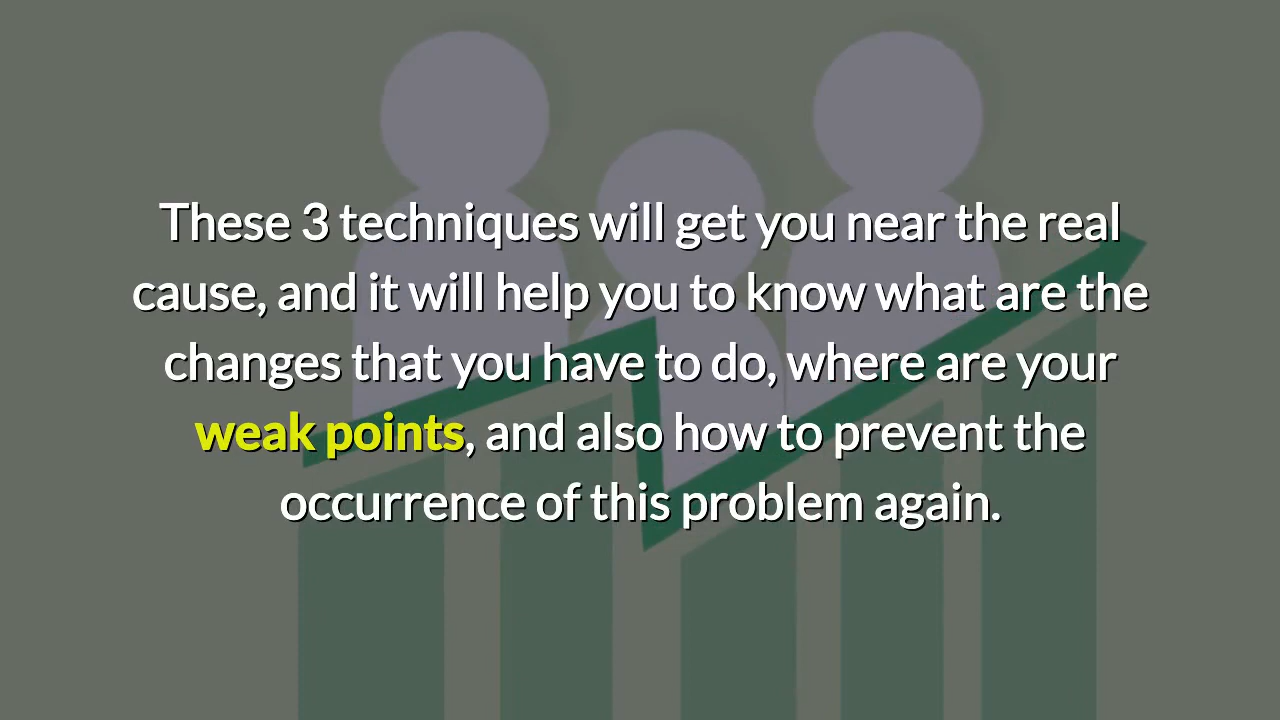 These 3 techniques will get you near the real
cause, and it will help you to know what are the
changes that you have to do, where are your
weak points, and also how to prevent the
occurrence of this problem again.